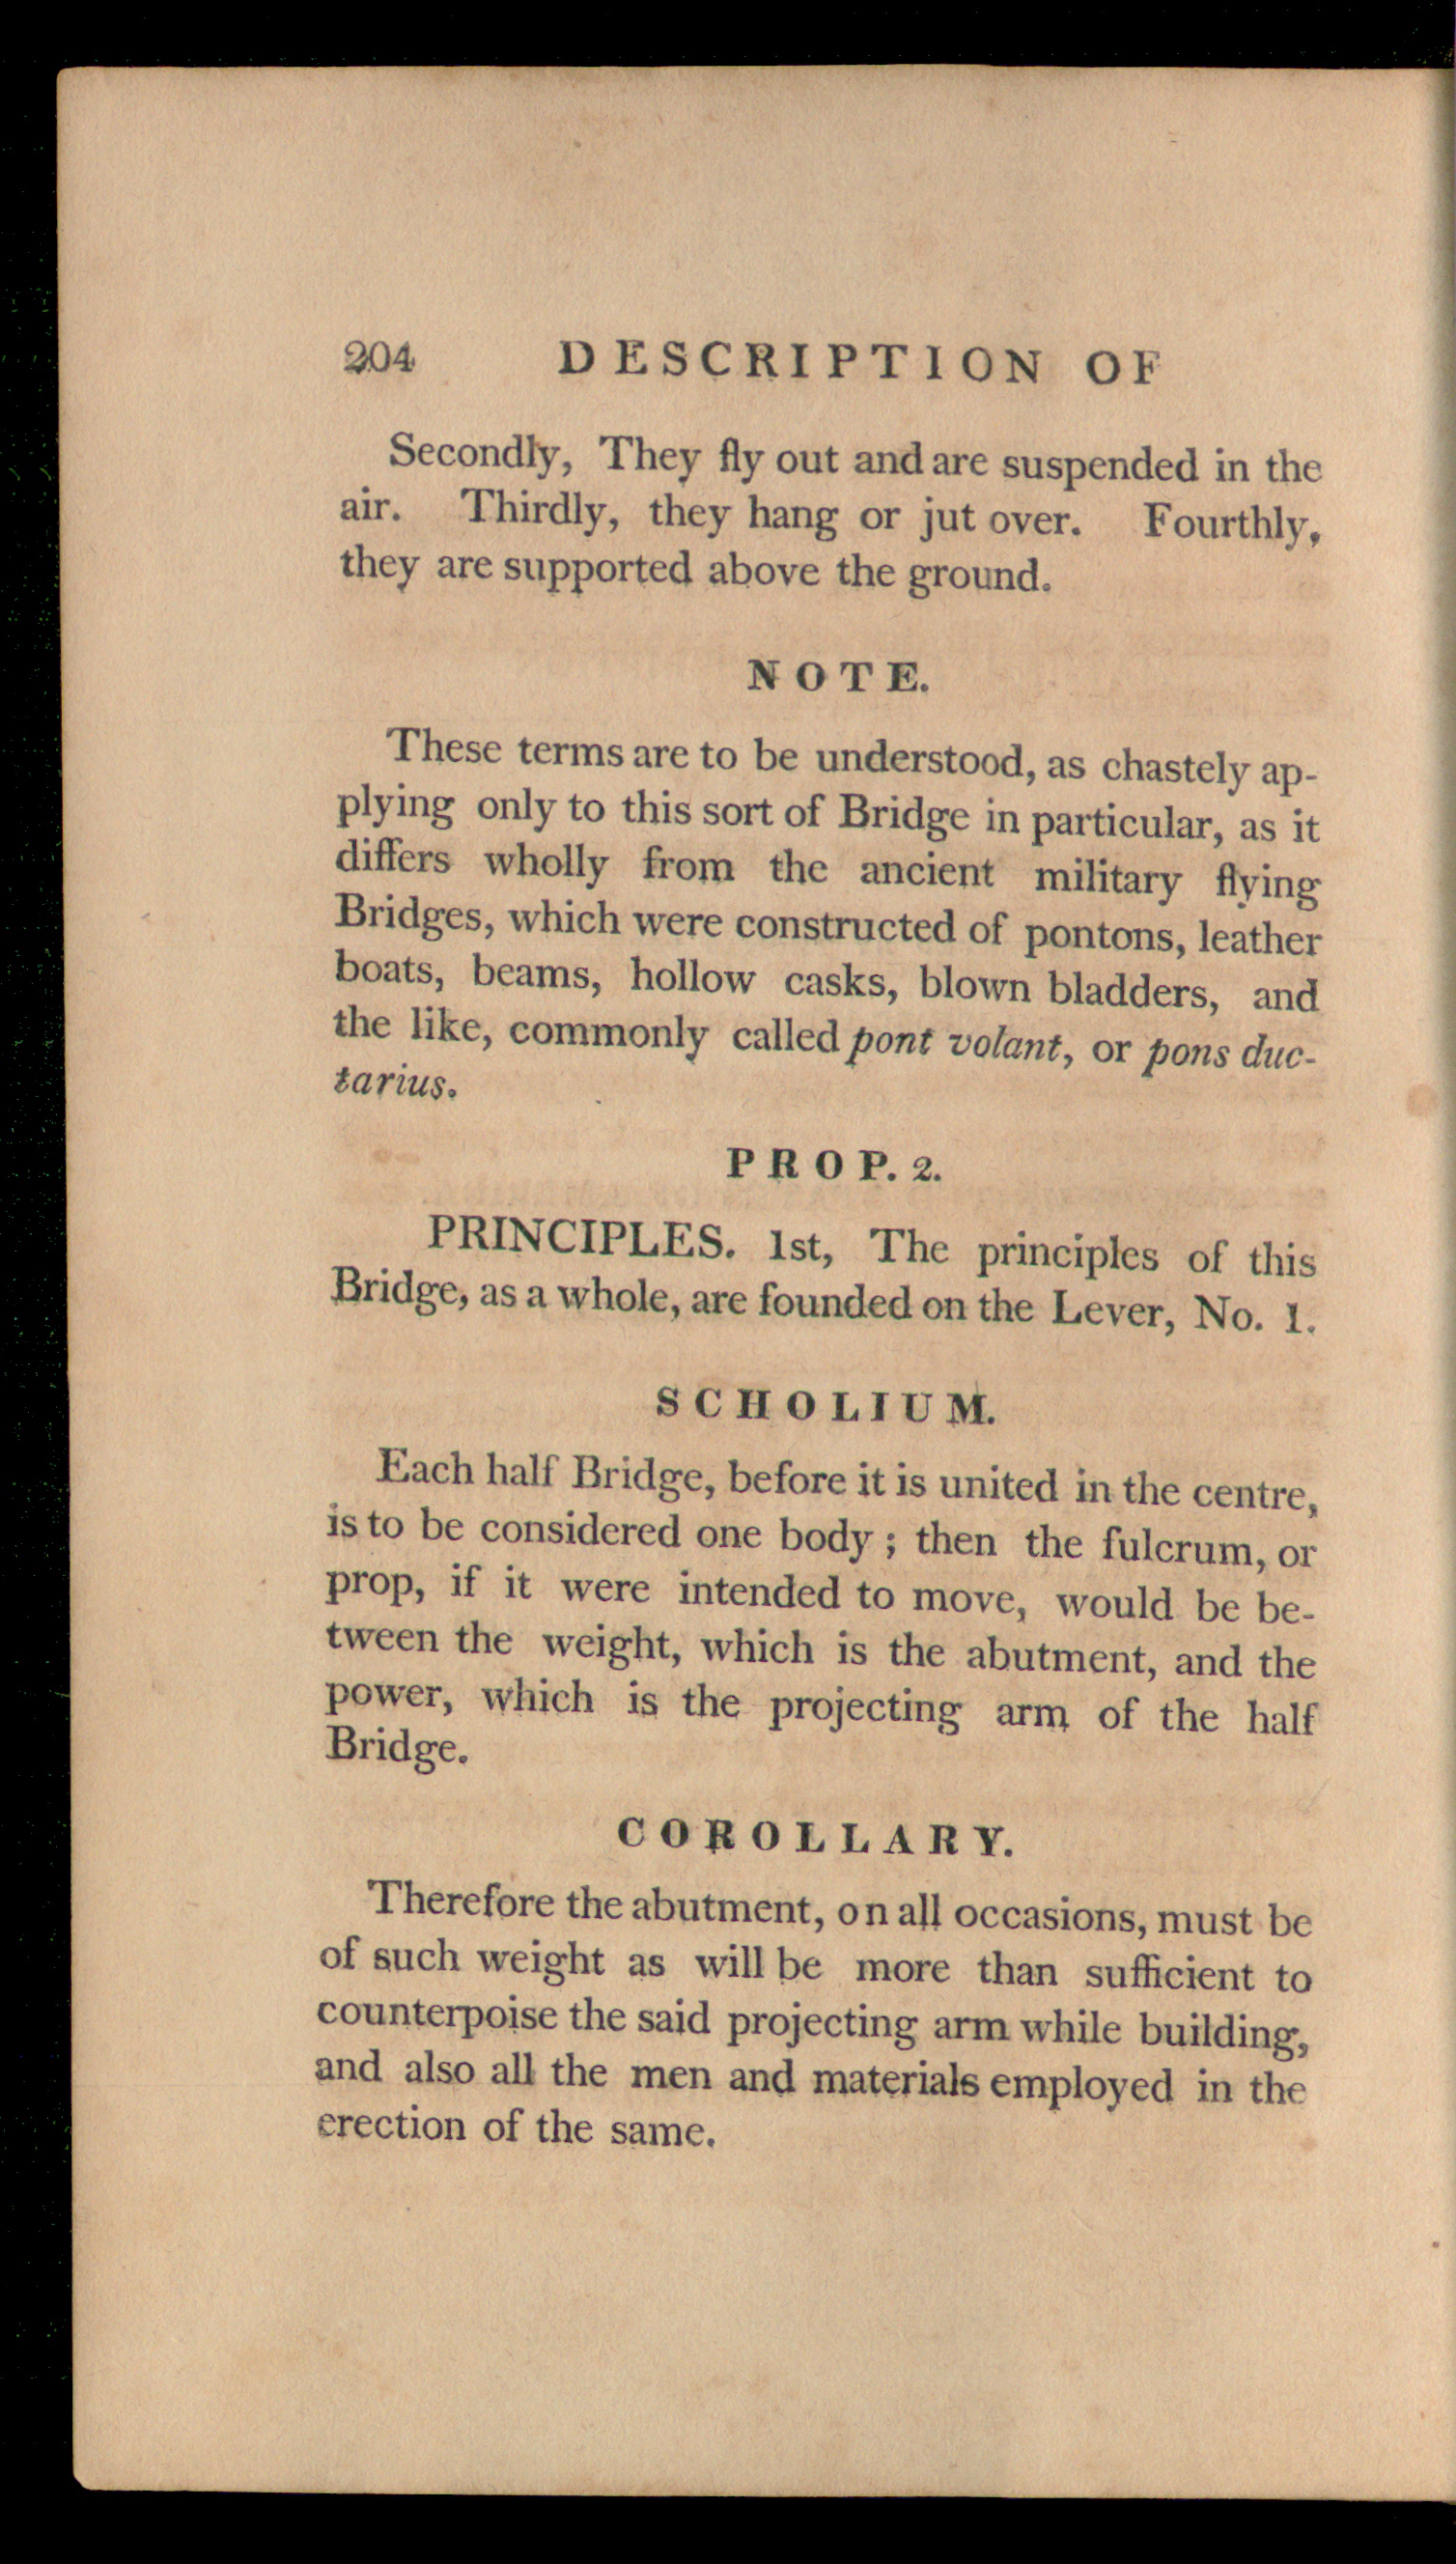 204 DESCRIPTION OF
Secondly, They fly out and are suspended in the
air. Thirdly, they hang or jut over. Fourthly,
they are supported above the ground.
NOTE.
These terms are to be understood, as chastely ap-
plying only to this sort of Bridge in particular, as it
differs wholly from the ancient military flying
Bridges, which were constructed of pontons, leather
boats, beams, hollow casks, blown bladders, and
the like, commonly called pont volant, or pons duc-
tarius.
PROP. 2.
PRINCIPLES. 1st, The principles of this
Bridge, as a whole, are founded on the Lever, No. 1.
SCHOLIUM.
Each half Bridge, before it is united in the centre,
is to be considered one body ; then the fulcrum, or
prop, if it were intended to move, would be be-
tween the weight, which is the abutment, and the
power, which is the projecting arm of the half
Bridge.
COROLLARY.
Therefore the abutment, on all occasions, must be
of such weight as will be more than sufficient to
counterpoise the said projecting arm while building,
and also all the men and materials employed in the
erection of the same.